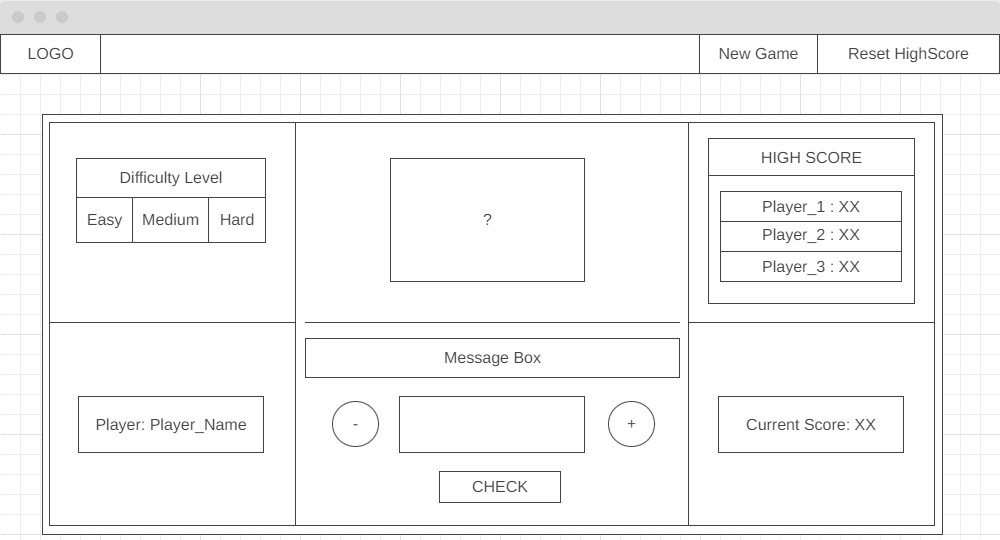 LOGO
New Game
Reset HighScore
Difficulty Level
Easy
Medium
Hard
?
HIGH SCORE
Player_1 : XX
Player_2 : XX
Player_3 : XX
Player: Player_Name
Message Box
-
+
CHECK
Current Score: XX